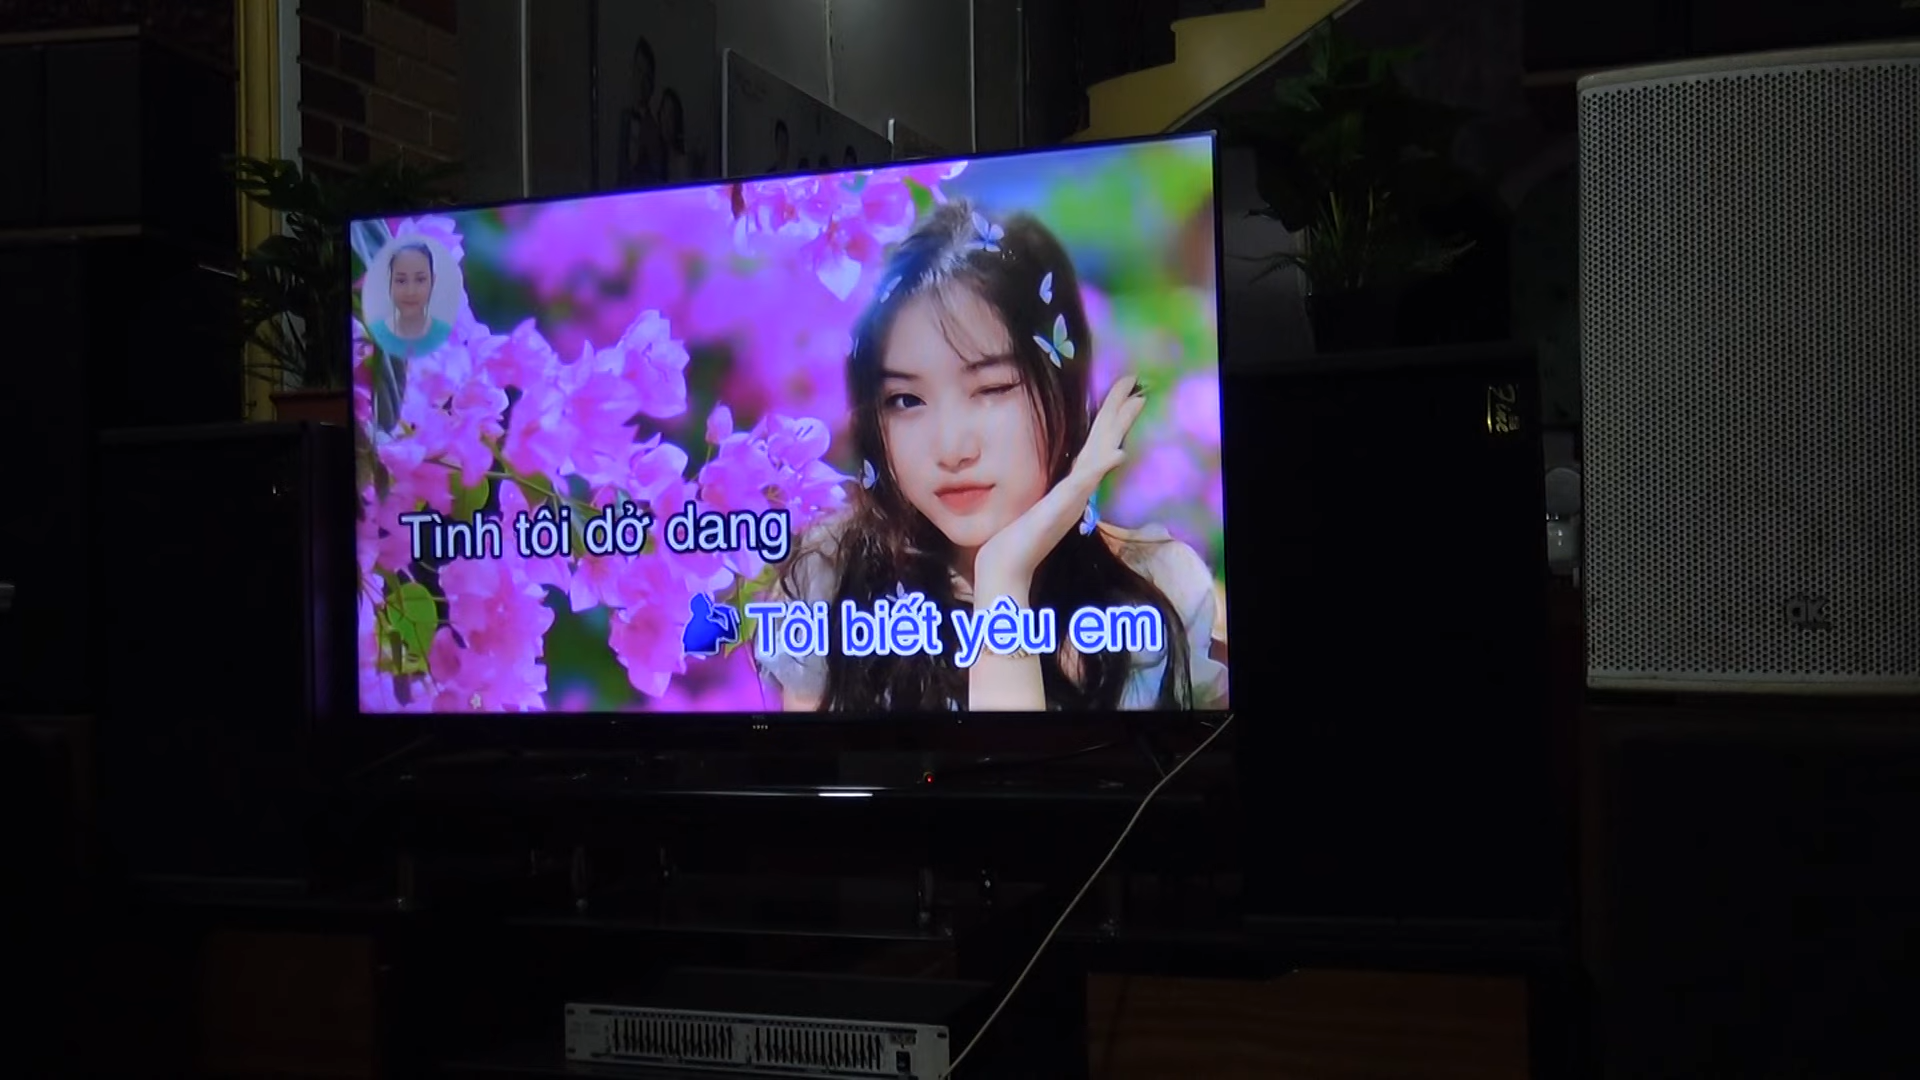 Tình tôi dở dang
Tôi biết yêu em